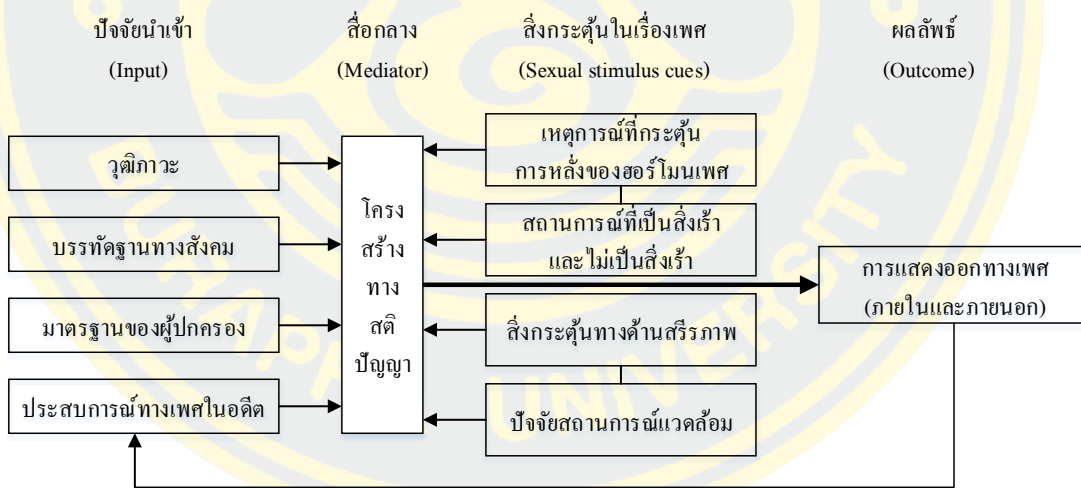 ปัจจัยนำเข้า
(Input)
สื่อกลาง
(Mediator)
สิ่งกระตุ้นในเรื่องเพศ
(Sexual stimulus cues)
ผลลัพธ์
(Outcome)
วุฒิภาวะ
บรรทัดฐานทางสังคม
มาตรฐานของผู้ปกครอง
ประสบการณ์ทางเพศในอดีต
โครง
สร้าง
ทาง
สติ
ปัญญา
เหตุการณ์ที่กระตุ้น
การหลั่งของฮอร์โมนเพศ
สถานการณ์ที่เป็นสิ่งเร้า
และไม่เป็นสิ่งเร้า
สิ่งกระตุ้นทางด้านสรีรภาพ
ปัจจัยสถานการณ์แวดล้อม
การแสดงออกทางเพศ
(ภายในและภายนอก)
BURAPHA UNIVERSITY